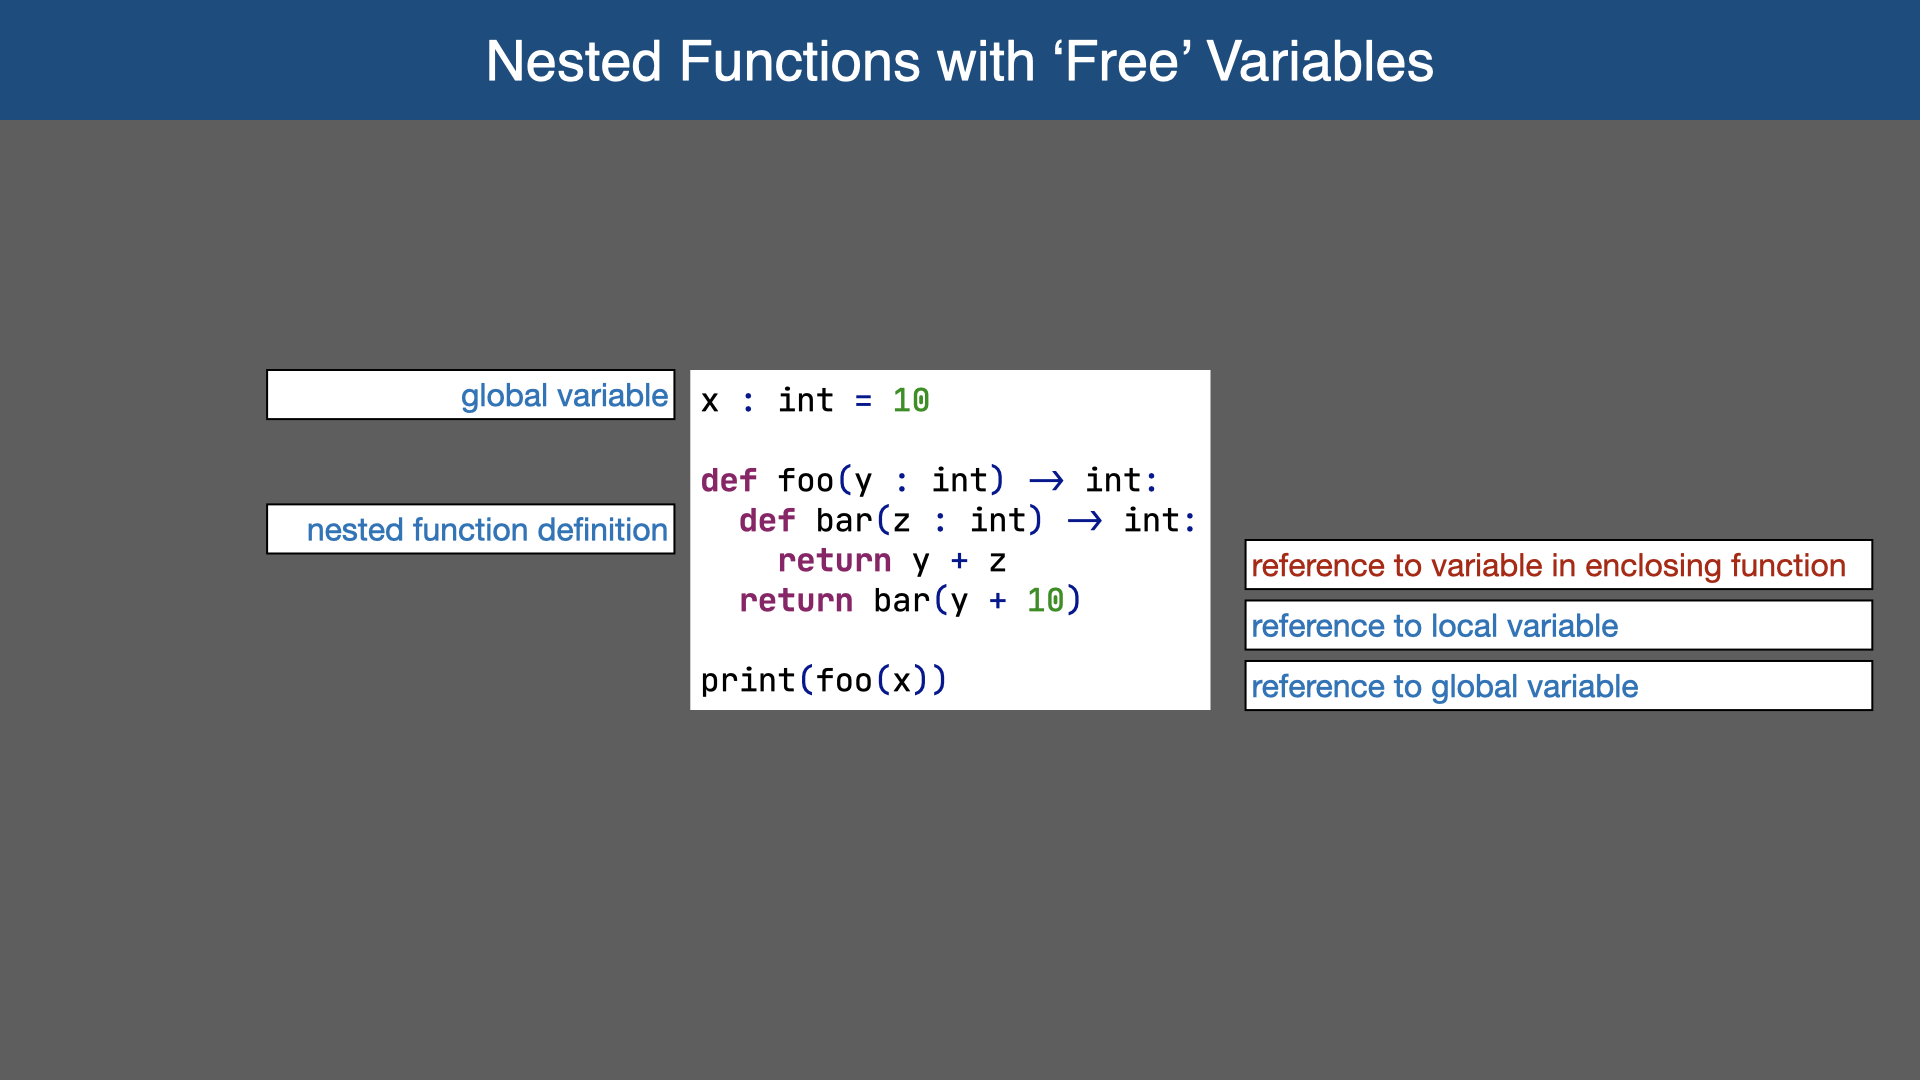 Nested Functions with ‘Free’ Variables
global variable
nested function definition
x : int = 10
def foo(y : int) → int:
def bar(z : int) → int:
return y + z
return bar(y + 10)
print(foo(x))
reference to variable in enclosing function
reference to local variable
reference to global variable